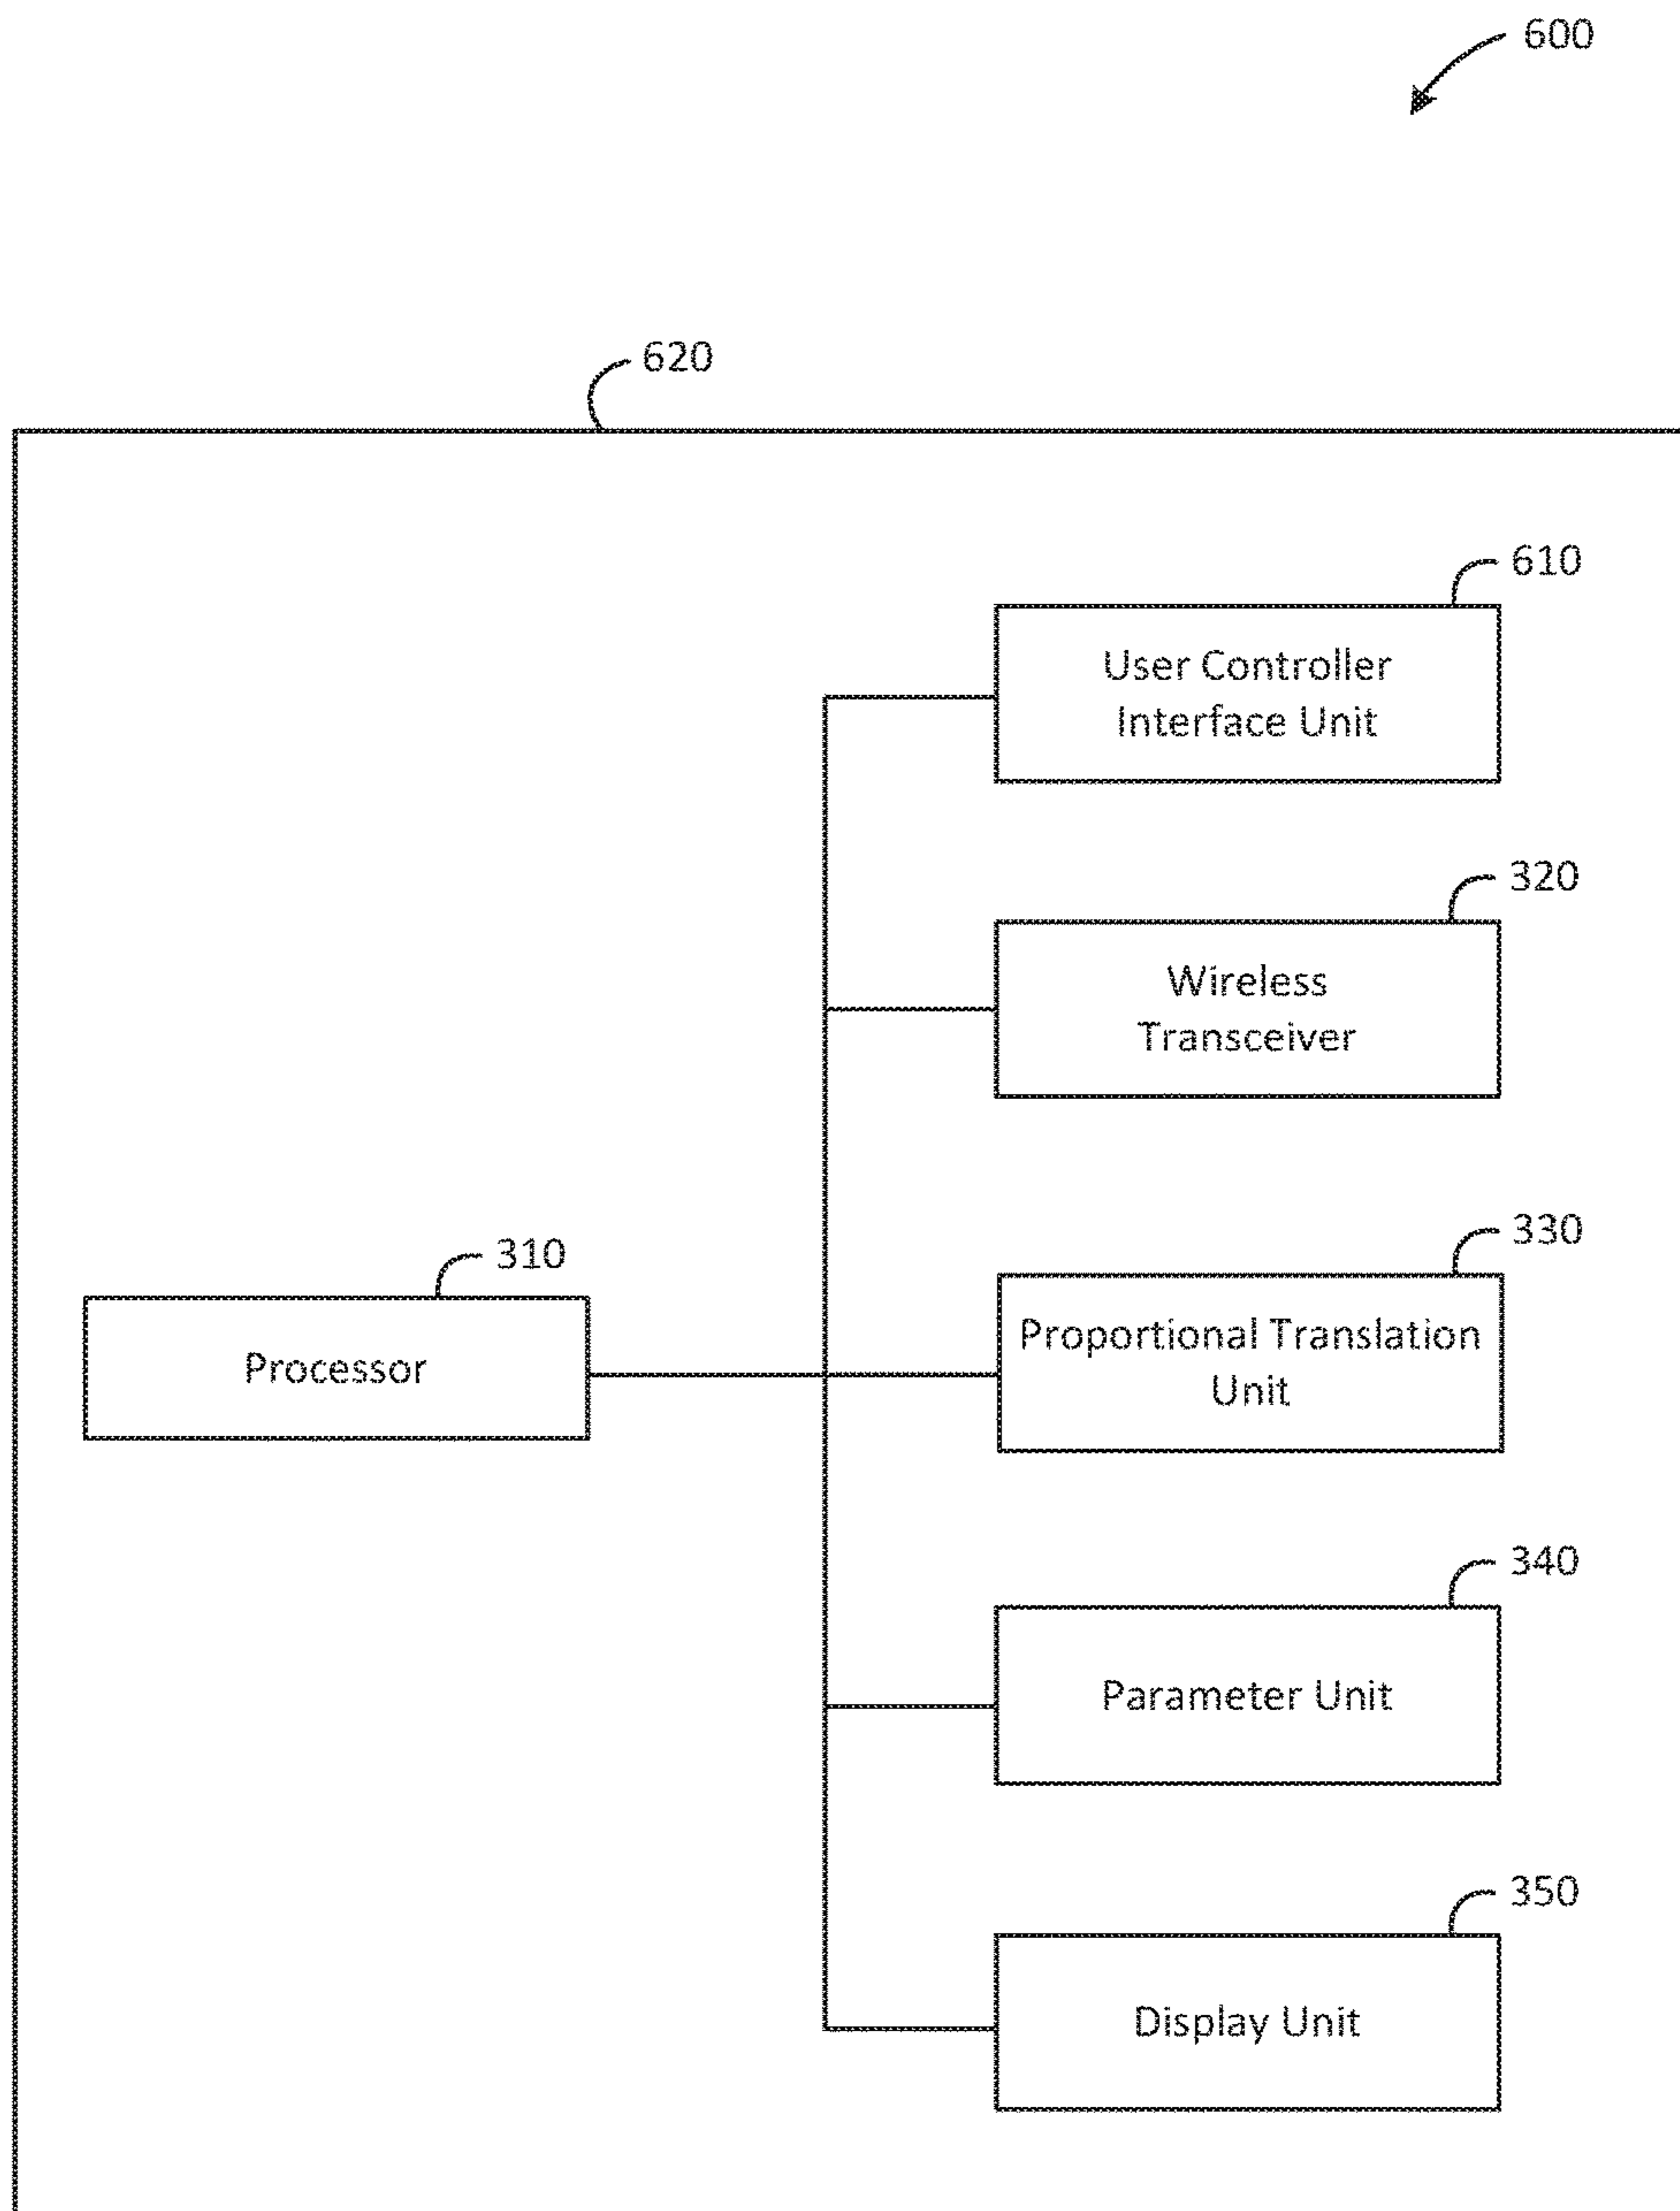 600
620
610
User Controller
Interface Unit
320
Wireless
Transceiver
330
Proportional Translation
Unit
310
Processor
340
Parameter Unit
350
Display Unit